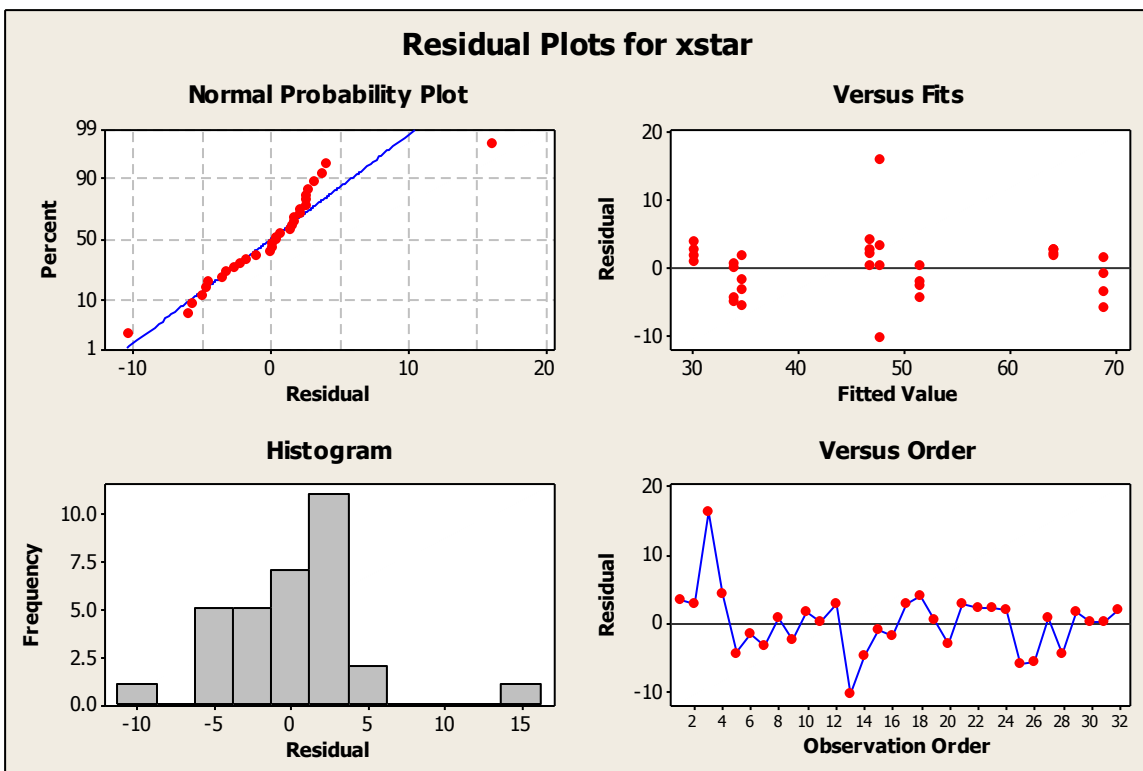 Residual Plots for xstar
Normal Probability Plot
99
90
50
10
1
Percent
-10 0 10 20
Residual
Versus Fits
20
10
0
-10
Residual
30 40 50 60 70
Fitted Value
Histogram
10.0
7.5
5.0
2.5
0.0
Frequency
-10 -5 0 5 10 15
Residual
Versus Order
20
10
0
-10
Residual
2 4 6 8 10 12 14 16 18 20 22 24 26 28 30 32
Observation Order